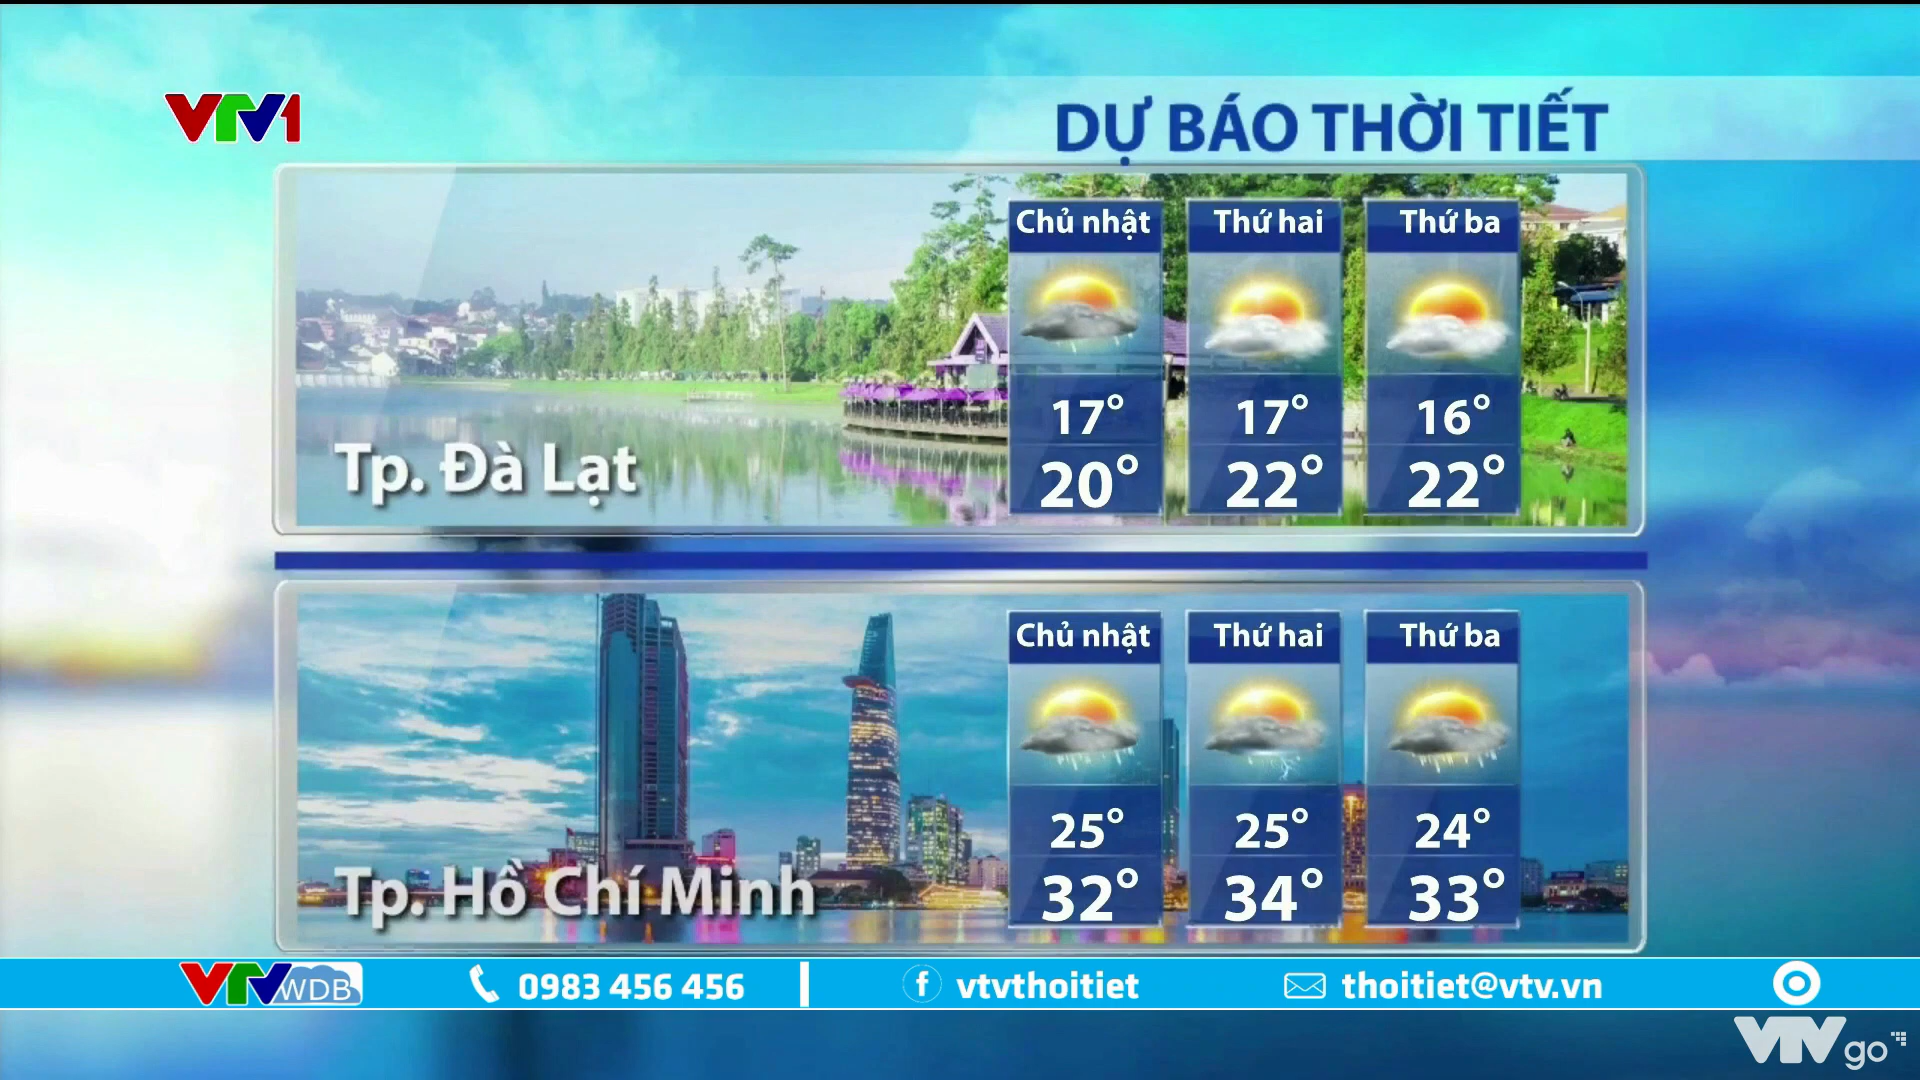 VTV1
DỰ BÁO THỜI TIẾT
Chủ nhật Thứ hai Thứ ba
17° 17° 16°
20° 22° 22°
Tp. Đà Lạt
Chủ nhật Thứ hai Thứ ba
25° 25° 24°
32° 34° 33°
Tp. Hồ Chí Minh
VTV WDB 0983 456 456 vtvthoitiet thoitiet@vtv.vn
VTV go